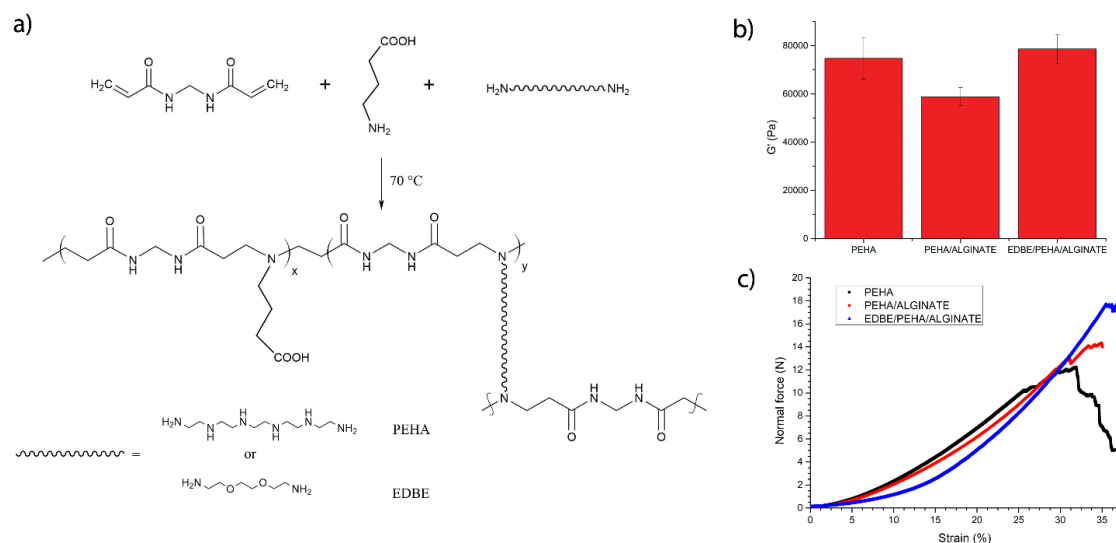 a)
COOH
H2C
O
N
H
N
H
O
CH2
+
+
H2N
NH2
NH2
70 °C
O
N
H
N
H
O
N
x
O
N
H
N
H
O
N
y
COOH
N
H
N
H
N
O
O
H2N
H
N
N
H
H
N
N
H
NH2
PEHA
=
or
H2N
O
O
NH2
EDBE
b)
G' (Pa)
80000
60000
40000
20000
0
PEHA
PEHA/ALGINATE
EDBE/PEHA/ALGINATE
c)
Normal force (N)
20
18
16
14
12
10
8
6
4
2
0
PEHA
PEHA/ALGINATE
EDBE/PEHA/ALGINATE
0
5
10
15
20
25
30
35
Strain (%)